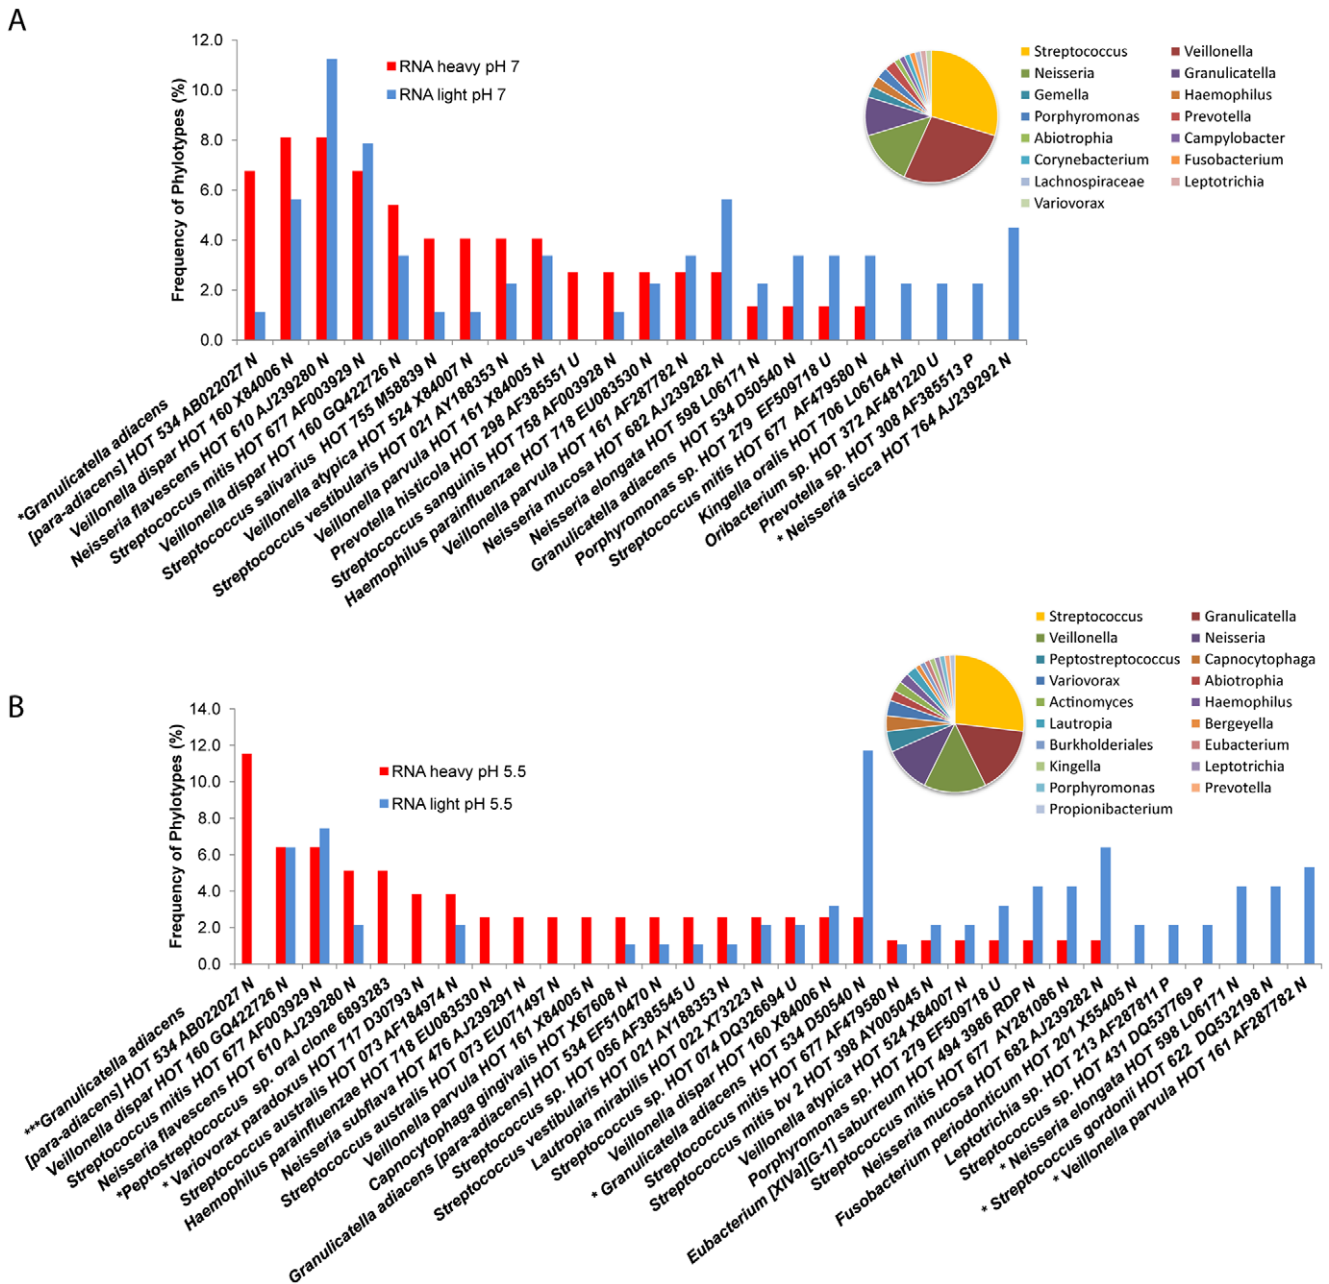 A
12.0
10.0
8.0
6.0
4.0
2.0
0.0
Frequency of Phylotypes (%)
RNA heavy pH 7
RNA light pH 7
Streptococcus
Veillonella
Neisseria
Granulicatella
Gemella
Haemophilus
Porphyromonas
Prevotella
Abiotrophia
Campylobacter
Corynebacterium
Fusobacterium
Lachnospiraceae
Leptotrichia
Variovorax
*Granulicatella adiacens
[para-adiacens] HOT 534 AB022027 N
Veillonella dispar HOT 160 X84006 N
Neisseria flavescens HOT 610 AJ239280 N
Streptococcus mitis HOT 677 AF003929 N
Veillonella dispar HOT 160 GQ422726 N
Streptococcus salivarius HOT 755 M58839 N
Veillonella atypica HOT 524 X84007 N
Streptococcus vestibularis HOT 021 AY188353 N
Veillonella parvula HOT 161 X84005 N
Prevotella histicola HOT 298 AF385551 U
Streptococcus sanguinis HOT 758 AF003928 N
Haemophilus parainfluenzae HOT 718 EU083530 N
Veillonella parvula HOT 161 AF287782 N
Neisseria mucosa HOT 682 AJ239282 N
Neisseria elongata HOT 598 L06171 N
Granulicatella adiacens HOT 534 D50540 N
Porphyromonas sp. HOT 279 EF509718 U
Streptococcus mitis HOT 677 AF479580 N
Kingella oralis HOT 706 L06164 N
Oribacterium sp. HOT 372 AF481220 U
Prevotella sp. HOT 308 AF385513 P
* Neisseria sicca HOT 764 AJ239292 N
B
14.0
12.0
10.0
8.0
6.0
4.0
2.0
0.0
Frequency of Phylotypes (%)
RNA heavy pH 5.5
RNA light pH 5.5
Streptococcus
Granulicatella
Veillonella
Neisseria
Peptostreptococcus
Capnocytophaga
Variovorax
Abiotrophia
Actinomyces
Haemophilus
Lautropia
Bergeyella
Burkholderiales
Eubacterium
Kingella
Leptotrichia
Porphyromonas
Prevotella
Propionibacterium
***Granulicatella adiacens
[para-adiacens] HOT 534 AB022027 N
Veillonella dispar HOT 160 GQ422726 N
Streptococcus mitis HOT 677 AF003929 N
Neisseria flavescens HOT 610 AJ239280 N
*Peptostreptococcus sp. oral clone 6893283
* Variovorax paradoxus HOT 717 D30793 N
Streptococcus australis HOT 073 AF184974 N
Haemophilus parainfluenzae HOT 718 EU083530 N
Neisseria subflava HOT 476 AJ239291 N
Streptococcus australis HOT 073 EU071497 N
Veillonella parvula HOT 161 X84005 N
Capnocytophaga gingivalis HOT X67608 N
Granulicatella adiacens [para-adiacens] HOT 534 EF510470 N
Streptococcus sp. HOT 056 AF385545 U
Streptococcus vestibularis HOT 021 AY188353 N
Lautropia mirabilis HOT 022 X73223 N
Streptococcus sp. HOT 074 DQ326694 U
Veillonella dispar HOT 160 X84006 N
* Granulicatella adiacens HOT 534 D50540 N
Streptococcus mitis HOT 677 AF479580 N
Streptococcus mitis bv 2 HOT 398 AY005045 N
Veillonella atypica HOT 524 X84007 N
Porphyromonas sp. HOT 279 EF509718 U
Eubacterium [XIVa][G-1] saburreum HOT 494 3986 RDP N
Streptococcus mitis HOT 677 AY281086 N
Neisseria mucosa HOT 682 AJ239282 N
Fusobacterium periodonticum HOT 201 X55405 N
Leptotrichia sp. HOT 213 AF287811 P
Streptococcus sp. HOT 431 DQ537769 P
* Neisseria elongata HOT 598 L06171 N
* Streptococcus gordonii HOT 622 DQ532198 N
* Veillonella parvula HOT 161 AF287782 N